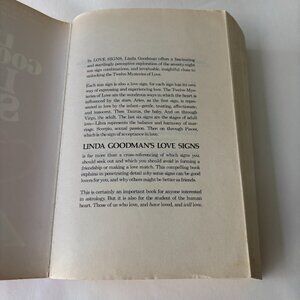 In LOVE SIGNS, Linda Goodman offers a fascinating
and startlingly perceptive exploration of the seventy-eight
sun sign combinations, and invaluable, insightful clues to
unlocking the Twelve Mysteries of Love.
Each sun sign is also a love sign, for each sign has its own
way of expressing and experiencing love. The Twelve Mys-
teries of Love are the wondrous ways in which the heart is
influenced by the stars. Aries, as the first sign, is repre-
sented by the infant in love—gentle, tender, affectionate,
and innocent. Then Taurus, the baby. And on through
Virgo, the adult. The last six signs are the stages of adult
love—Libra represents the balance and harmony of mar-
riage, Scorpio, sexual passion. Then on through Pisces,
which is the sign of acceptance in love.
LINDA GOODMAN'S LOVE SIGNS
is far more than a cross-referencing of which signs you
should seek out and which you should avoid in forming a
friendship or making a love match. This compelling book
explains in penetrating detail why some signs can be good
lovers for you, and why others might be better as friends.
This is certainly an important book for anyone interested
in astrology. But it is also for the student of the human
heart. Those of us who love, and have loved, and will love.